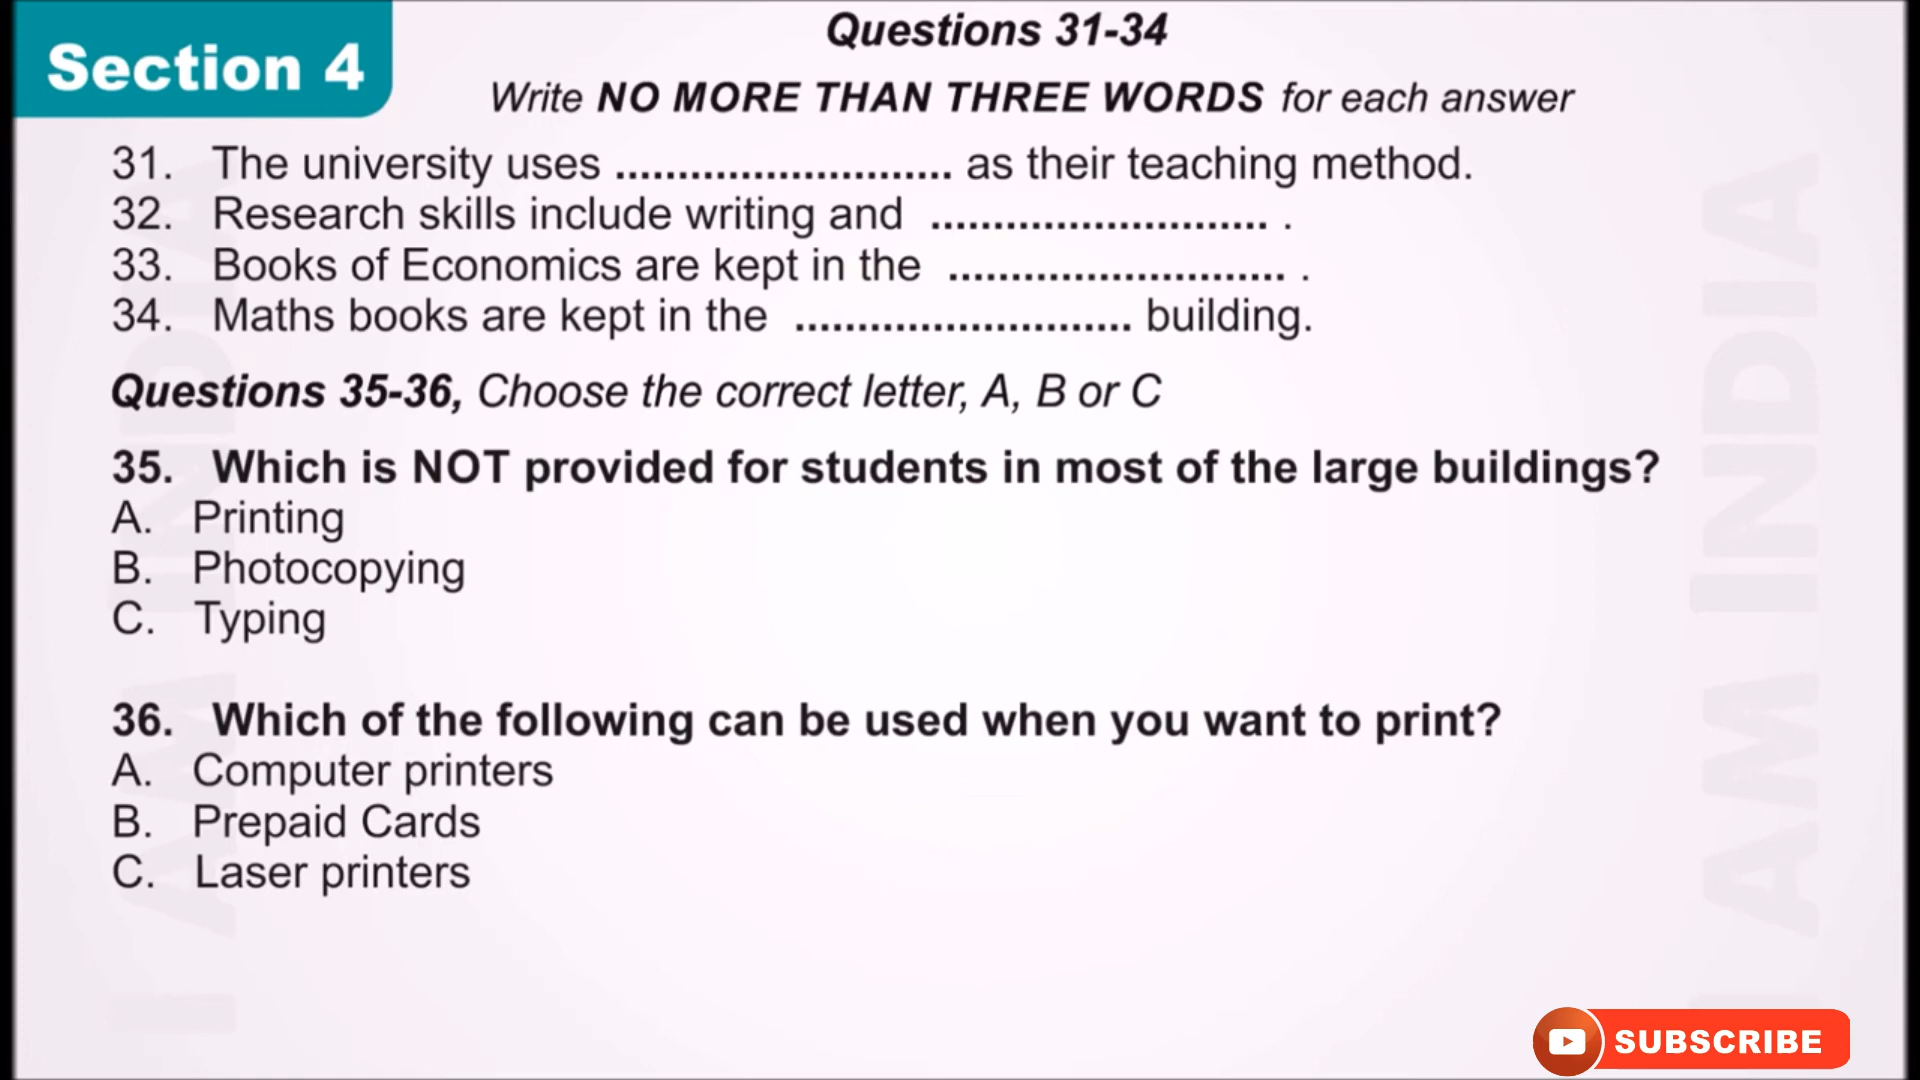 Section 4
Questions 31-34
Write NO MORE THAN THREE WORDS for each answer
31. The university uses ........................... as their teaching method.
32. Research skills include writing and ........................... .
33. Books of Economics are kept in the ........................... .
34. Maths books are kept in the ........................... building.
Questions 35-36, Choose the correct letter, A, B or C
35. Which is NOT provided for students in most of the large buildings?
A. Printing
B. Photocopying
C. Typing
36. Which of the following can be used when you want to print?
A. Computer printers
B. Prepaid Cards
C. Laser printers
I AM INDIA
I AM INDIA
SUBSCRIBE